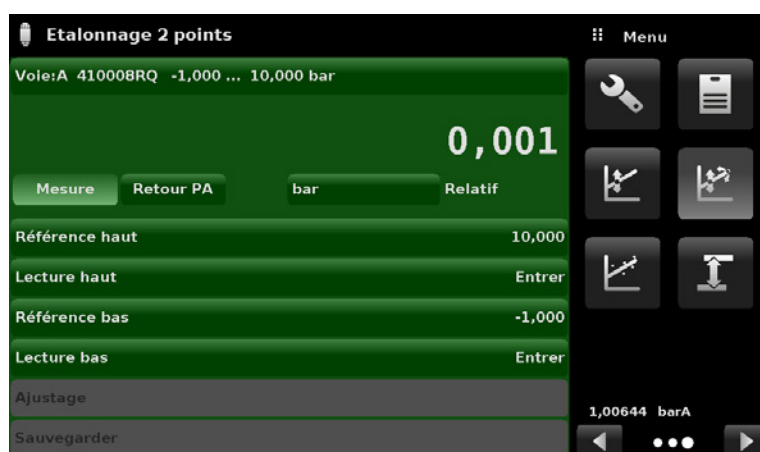 Etalonnage 2 points
Menu
Voie:A 410008RQ -1,000 ... 10,000 bar
0,001
Mesure Retour PA bar Relatif
Référence haut 10,000
Lecture haut Entrer
Référence bas -1,000
Lecture bas Entrer
Ajustage
Sauvegarder
1,00644 barA